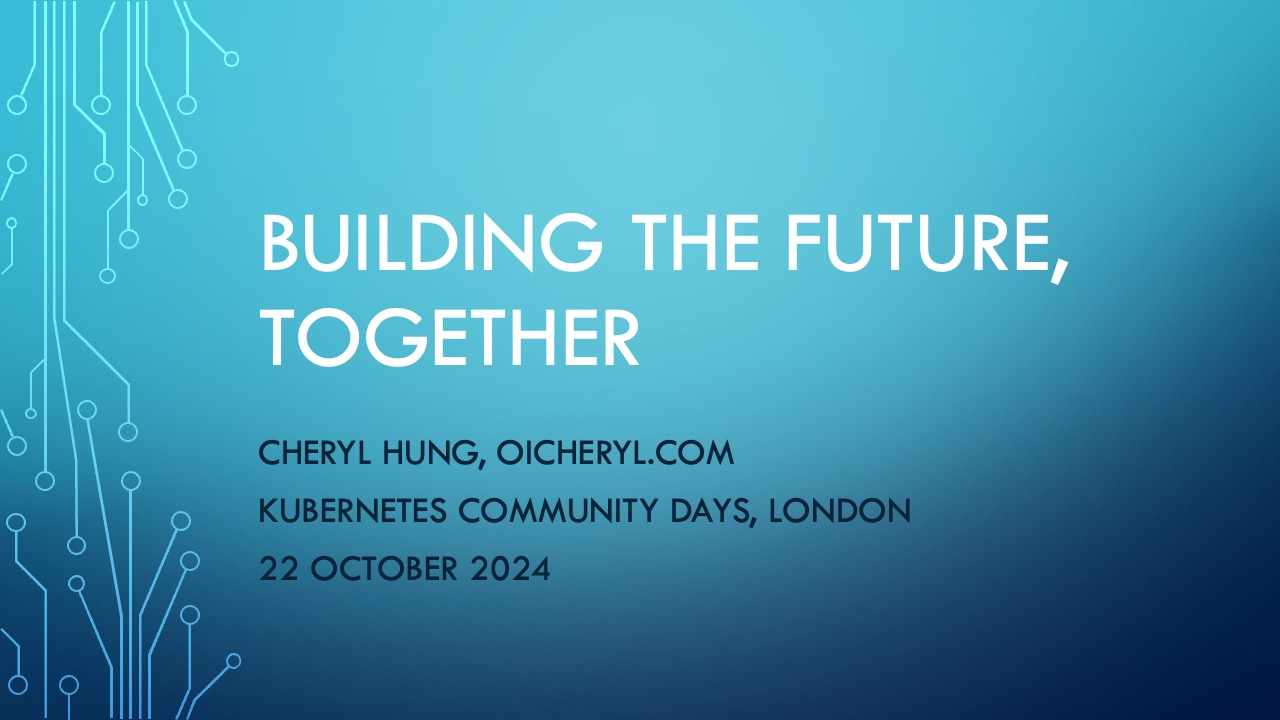 BUILDING THE FUTURE,
TOGETHER
CHERYL HUNG, OICHERYL.COM
KUBERNETES COMMUNITY DAYS, LONDON
22 OCTOBER 2024